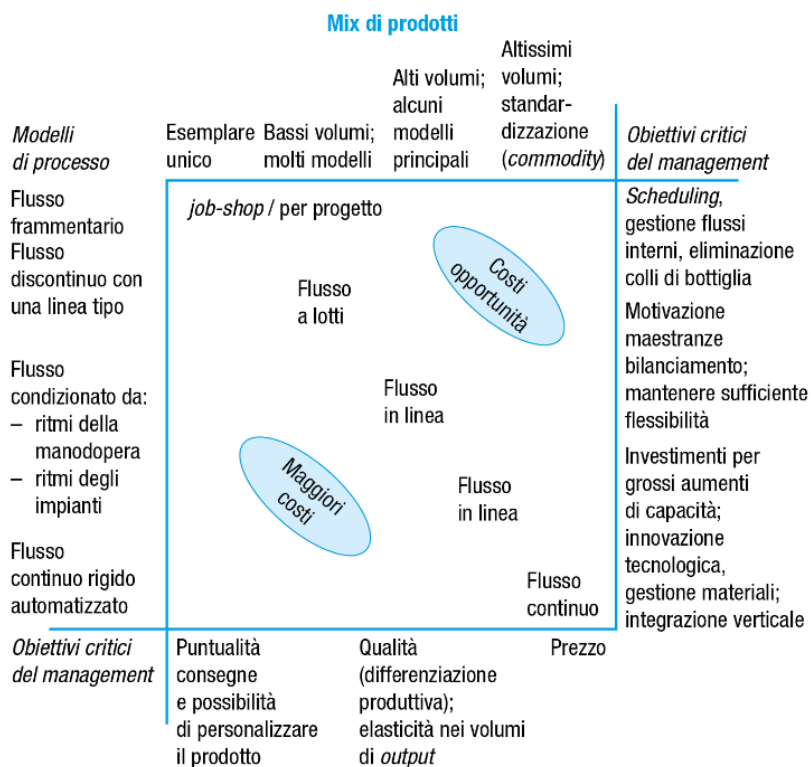 Mix di prodotti
Modelli
di processo
Esemplare
unico
Bassi volumi;
molti modelli
Alti volumi;
alcuni
modelli
principali
Altissimi
volumi;
standar-
dizzazione
(commodity)
Obiettivi critici
del management
Flusso
frammentario
Flusso
discontinuo con
una linea tipo
Flusso
condizionato da:
– ritmi della
manodopera
– ritmi degli
impianti
Flusso
continuo rigido
automatizzato
job-shop / per progetto
Costi
opportunità
Flusso
a lotti
Flusso
in linea
Maggiori
costi
Flusso
in linea
Flusso
continuo
Scheduling,
gestione flussi
interni, eliminazione
colli di bottiglia
Motivazione
maestranze
bilanciamento;
mantenere sufficiente
flessibilità
Investimenti per
grossi aumenti
di capacità;
innovazione
tecnologica,
gestione materiali;
integrazione verticale
Obiettivi critici
del management
Puntualità
consegne
e possibilità
di personalizzare
il prodotto
Qualità
(differenziazione
produttiva);
elasticità nei volumi
di output
Prezzo